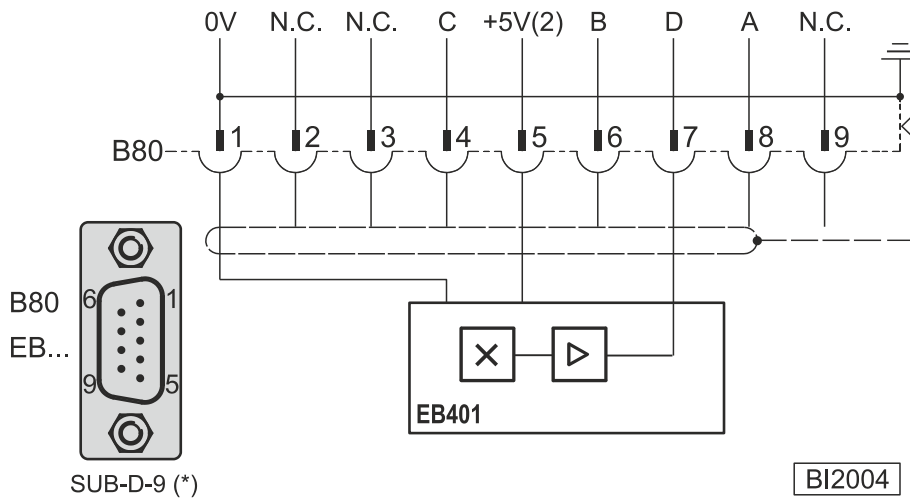 0V N.C. N.C. C +5V(2) B D A N.C.
B80 1 2 3 4 5 6 7 8 9
B80 6 1
EB...
9 5
EB401
SUB-D-9 (*)
BI2004